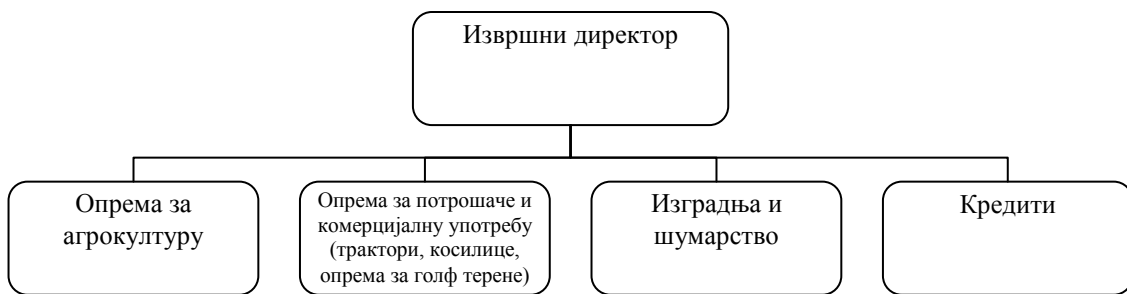 Извршни директор
Опрема за
агрокултуру
Опрема за потрошаче и
комерцијалну употребу
(трактори, косилице,
опрема за голф терене)
Изградња и
шумарство
Кредити